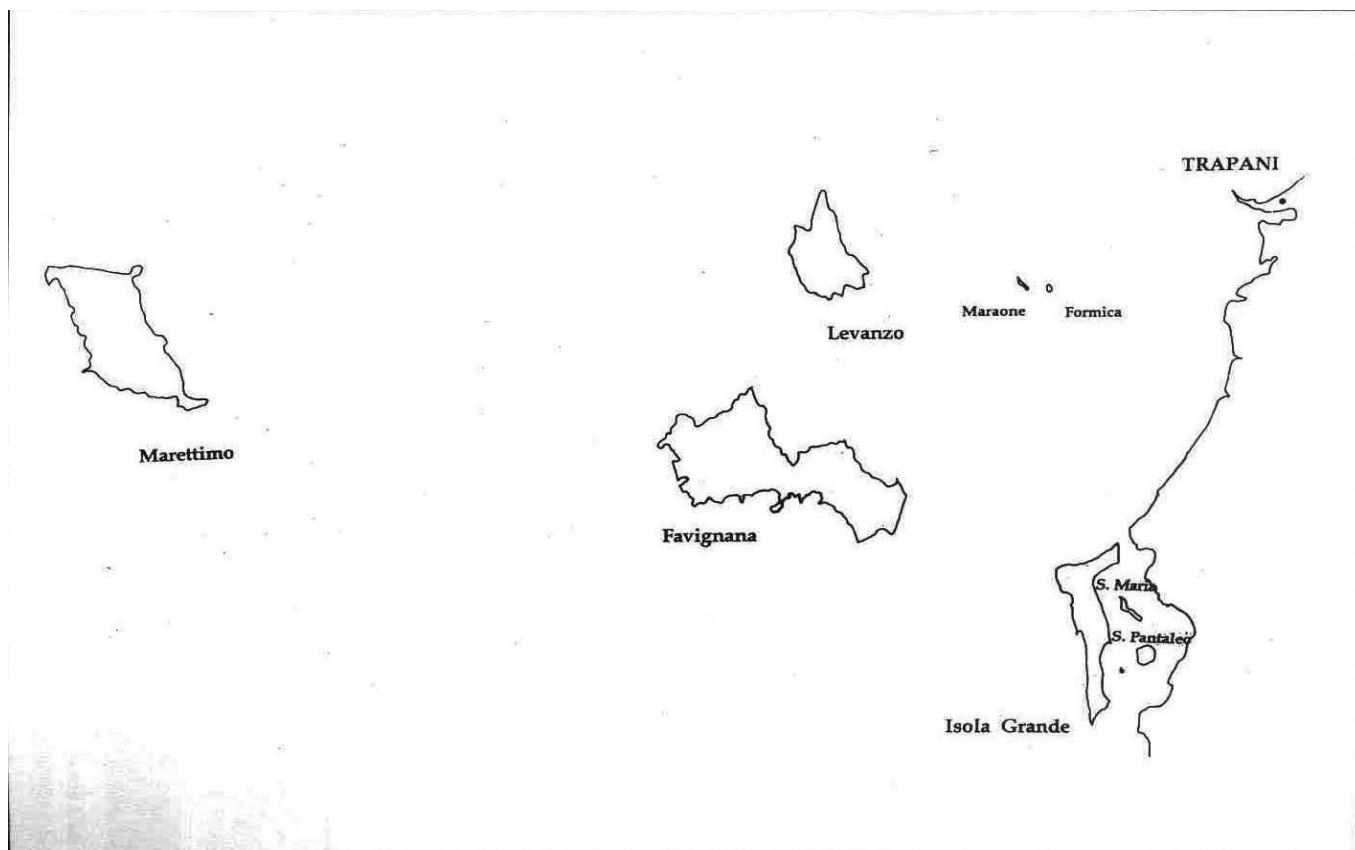 TRAPANI
Maraone
Formica
Levanzo
Marettimo
Favignana
S. Maria
S. Pantaleo
Isola Grande